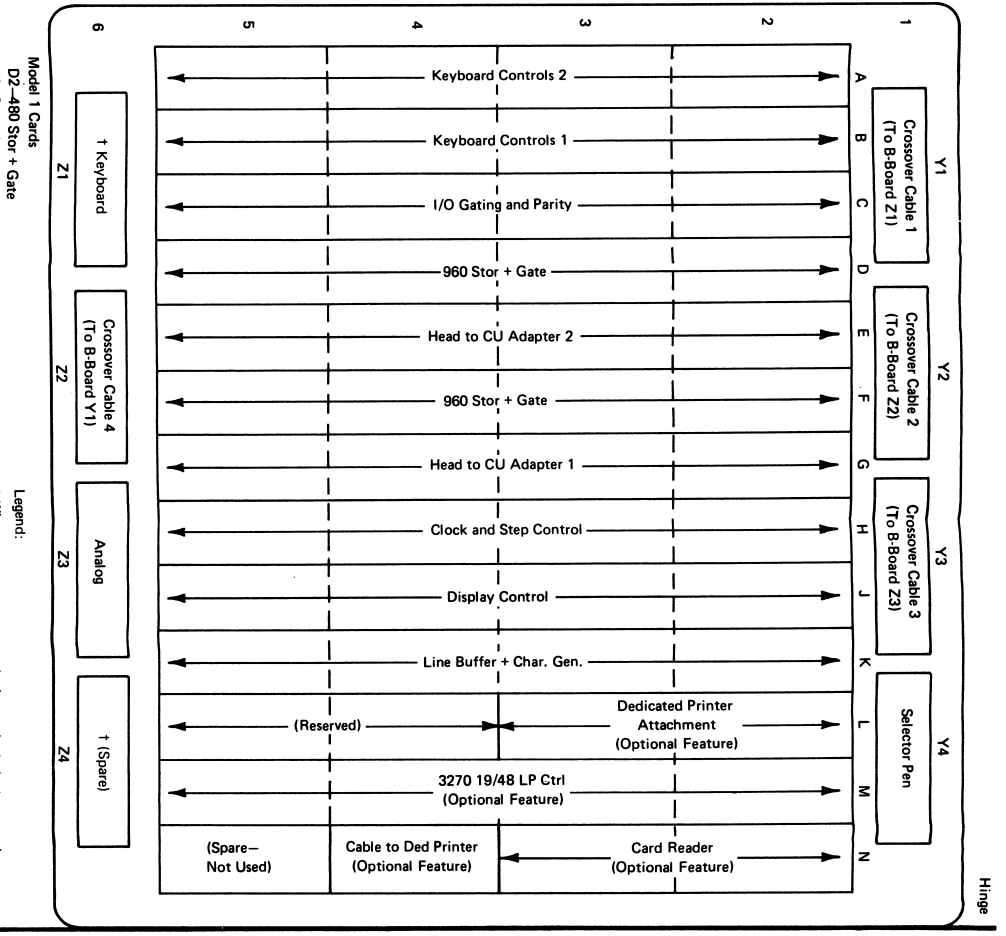 6 5 4 3 2 1
Model 1 Cards
D2—480 Stor + Gate
Z1
† Keyboard
Z2
Crossover Cable 4
(To B-Board Y1)
Z3
Analog
Z4
† (Spare)
Legend:
Keyboard Controls 2
A
Keyboard Controls 1
B
I/O Gating and Parity
C
960 Stor + Gate
D
Head to CU Adapter 2
E
960 Stor + Gate
F
Head to CU Adapter 1
G
Clock and Step Control
H
Display Control
J
Line Buffer + Char. Gen.
K
(Reserved)
Dedicated Printer
Attachment
(Optional Feature)
L
3270 19/48 LP Ctrl
(Optional Feature)
M
(Spare—
Not Used)
Cable to Ded Printer
(Optional Feature)
Card Reader
(Optional Feature)
N
Y1
Crossover Cable 1
(To B-Board Z1)
Y2
Crossover Cable 2
(To B-Board Z2)
Y3
Crossover Cable 3
(To B-Board Z3)
Y4
Selector Pen
Hinge